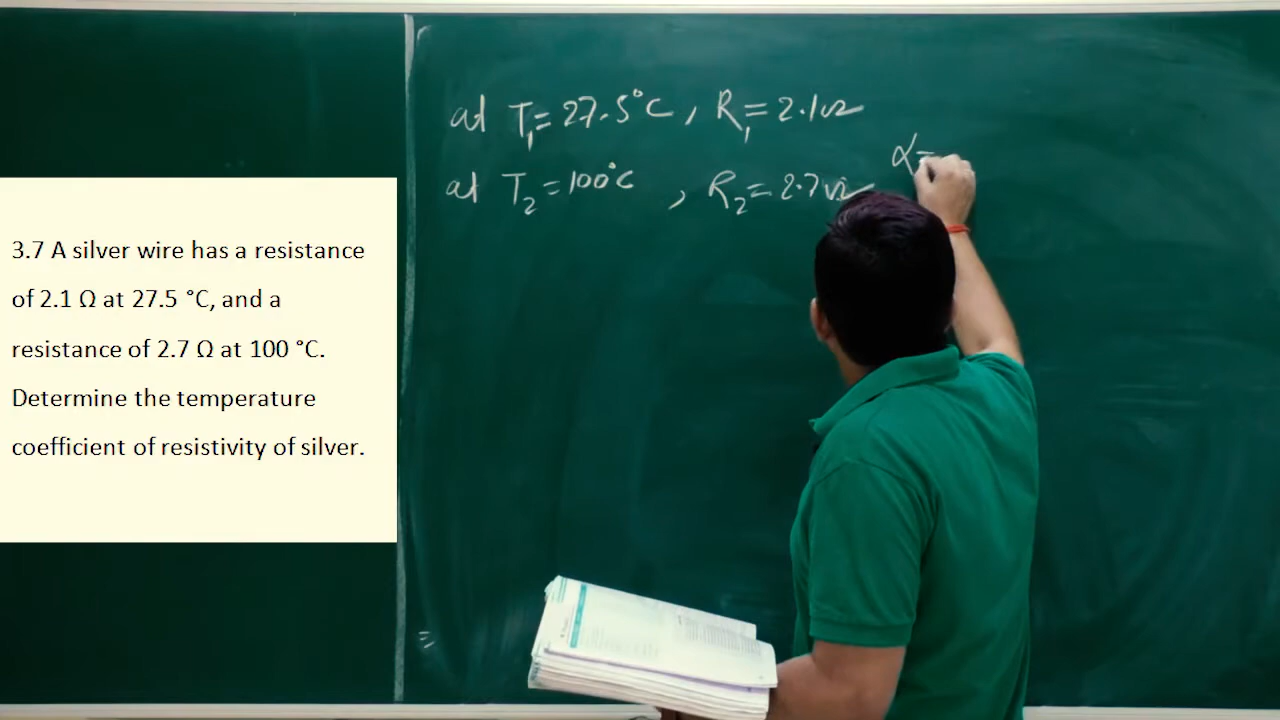 3.7 A silver wire has a resistance
of 2.1 Ω at 27.5 °C, and a
resistance of 2.7 Ω at 100 °C.
Determine the temperature
coefficient of resistivity of silver.
at T₁ = 27.5°C , R₁ = 2.1Ω
at T₂ = 100°C , R₂ = 2.7Ω
α =